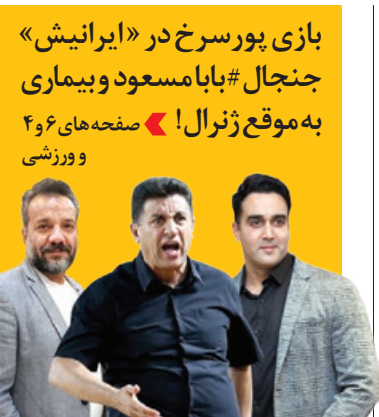 بازی پورسرخ در «ایرانیش»
جنجال #بابامسعود و بیماری
به موقع ژنرال! صفحه‌های ۶ و ۴
و ورزشی